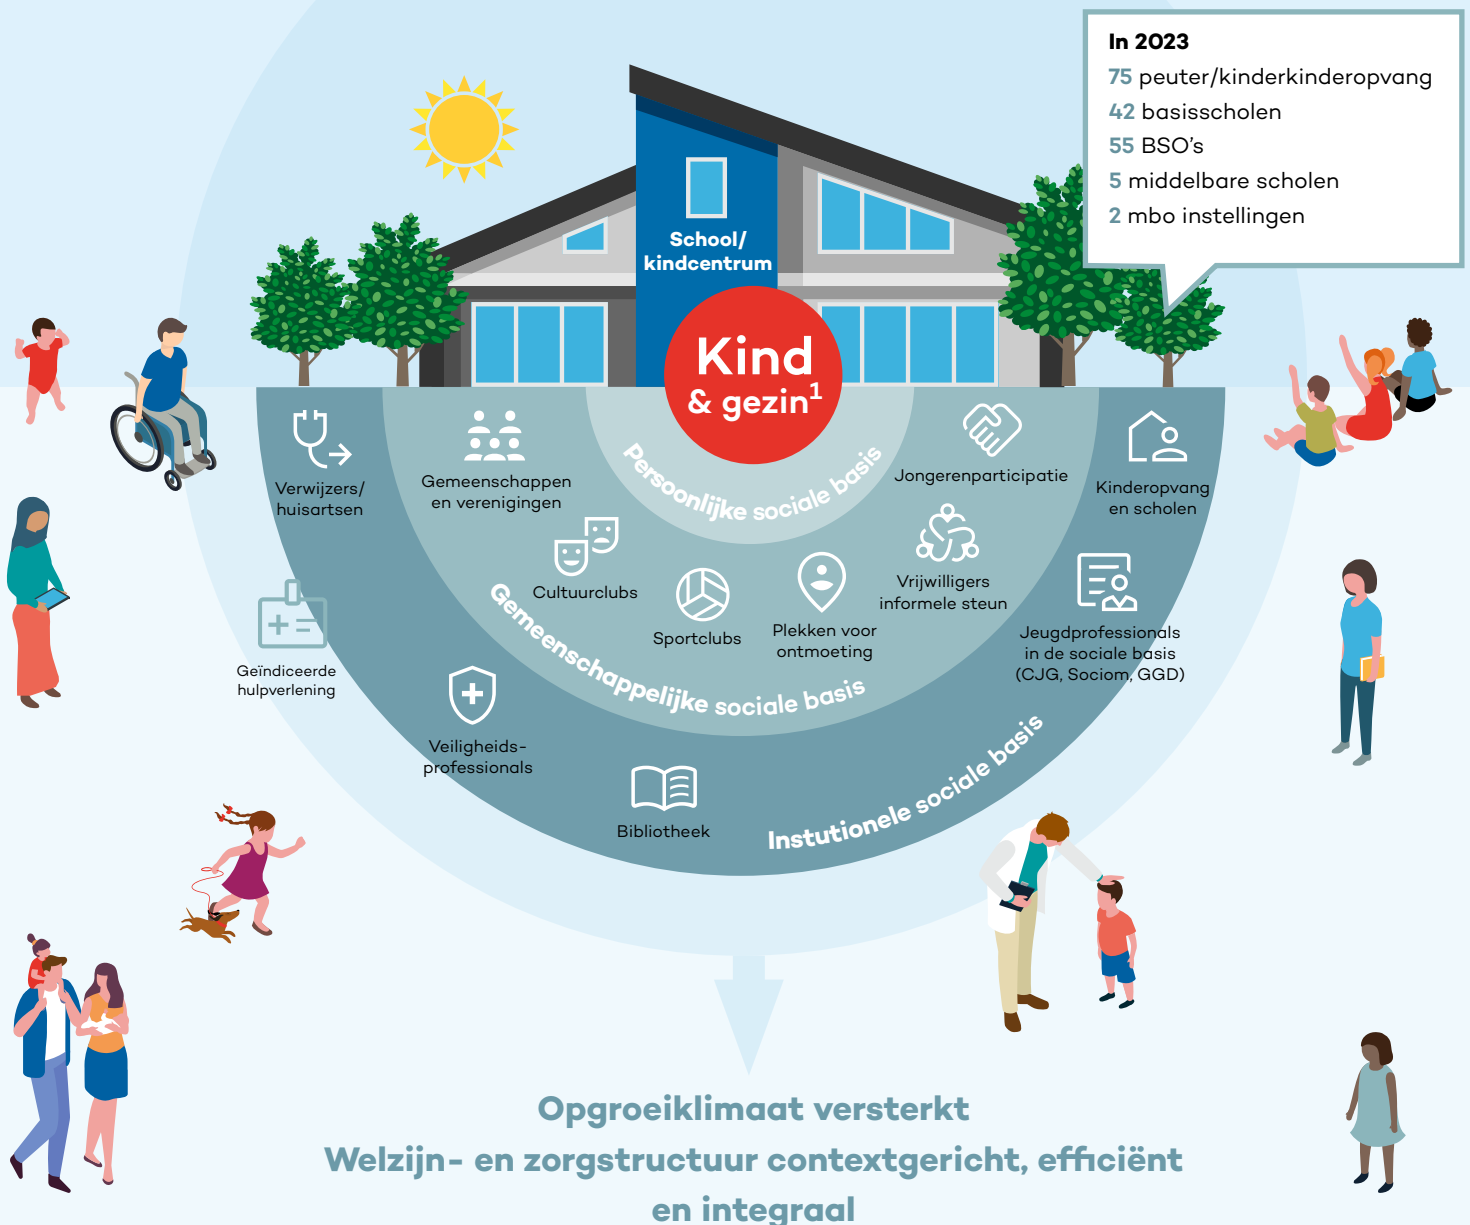 In 2023
75 peuter/kinderkinderopvang
42 basisscholen
55 BSO's
5 middelbare scholen
2 mbo instellingen
School/
kindcentrum
Kind
& gezin¹
Persoonlijke sociale basis
Verwijzers/
huisartsen
Gemeenschappen
en verenigingen
Jongerenparticipatie
Kinderopvang
en scholen
Cultuurclubs
Sportclubs
Plekken voor
ontmoeting
Vrijwilligers
informele steun
Gemeenschappelijke sociale basis
Geïndiceerde
hulpverlening
Jeugdprofessionals
in de sociale basis
(CJG, Sociom, GGD)
Veiligheids-
professionals
Bibliotheek
Instutionele sociale basis
Opgroeiklimaat versterkt
Welzijn- en zorgstructuur contextgericht, efficiënt
en integraal